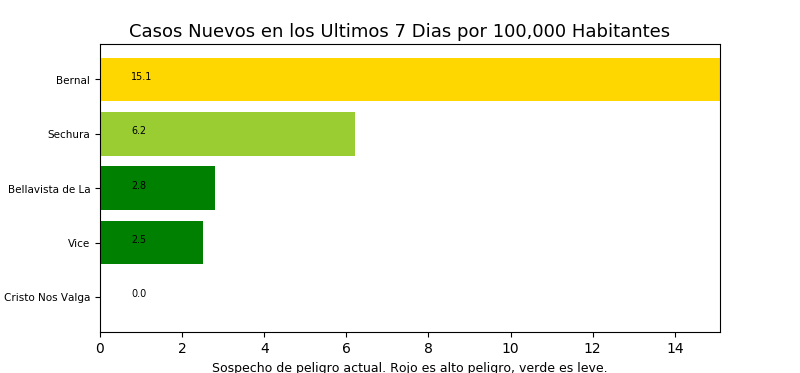 Casos Nuevos en los Ultimos 7 Dias por 100,000 Habitantes
Bernal 15.1
Sechura 6.2
Bellavista de La 2.8
Vice 2.5
Cristo Nos Valga 0.0
0 2 4 6 8 10 12 14
Sospecho de peligro actual. Rojo es alto peligro, verde es leve.